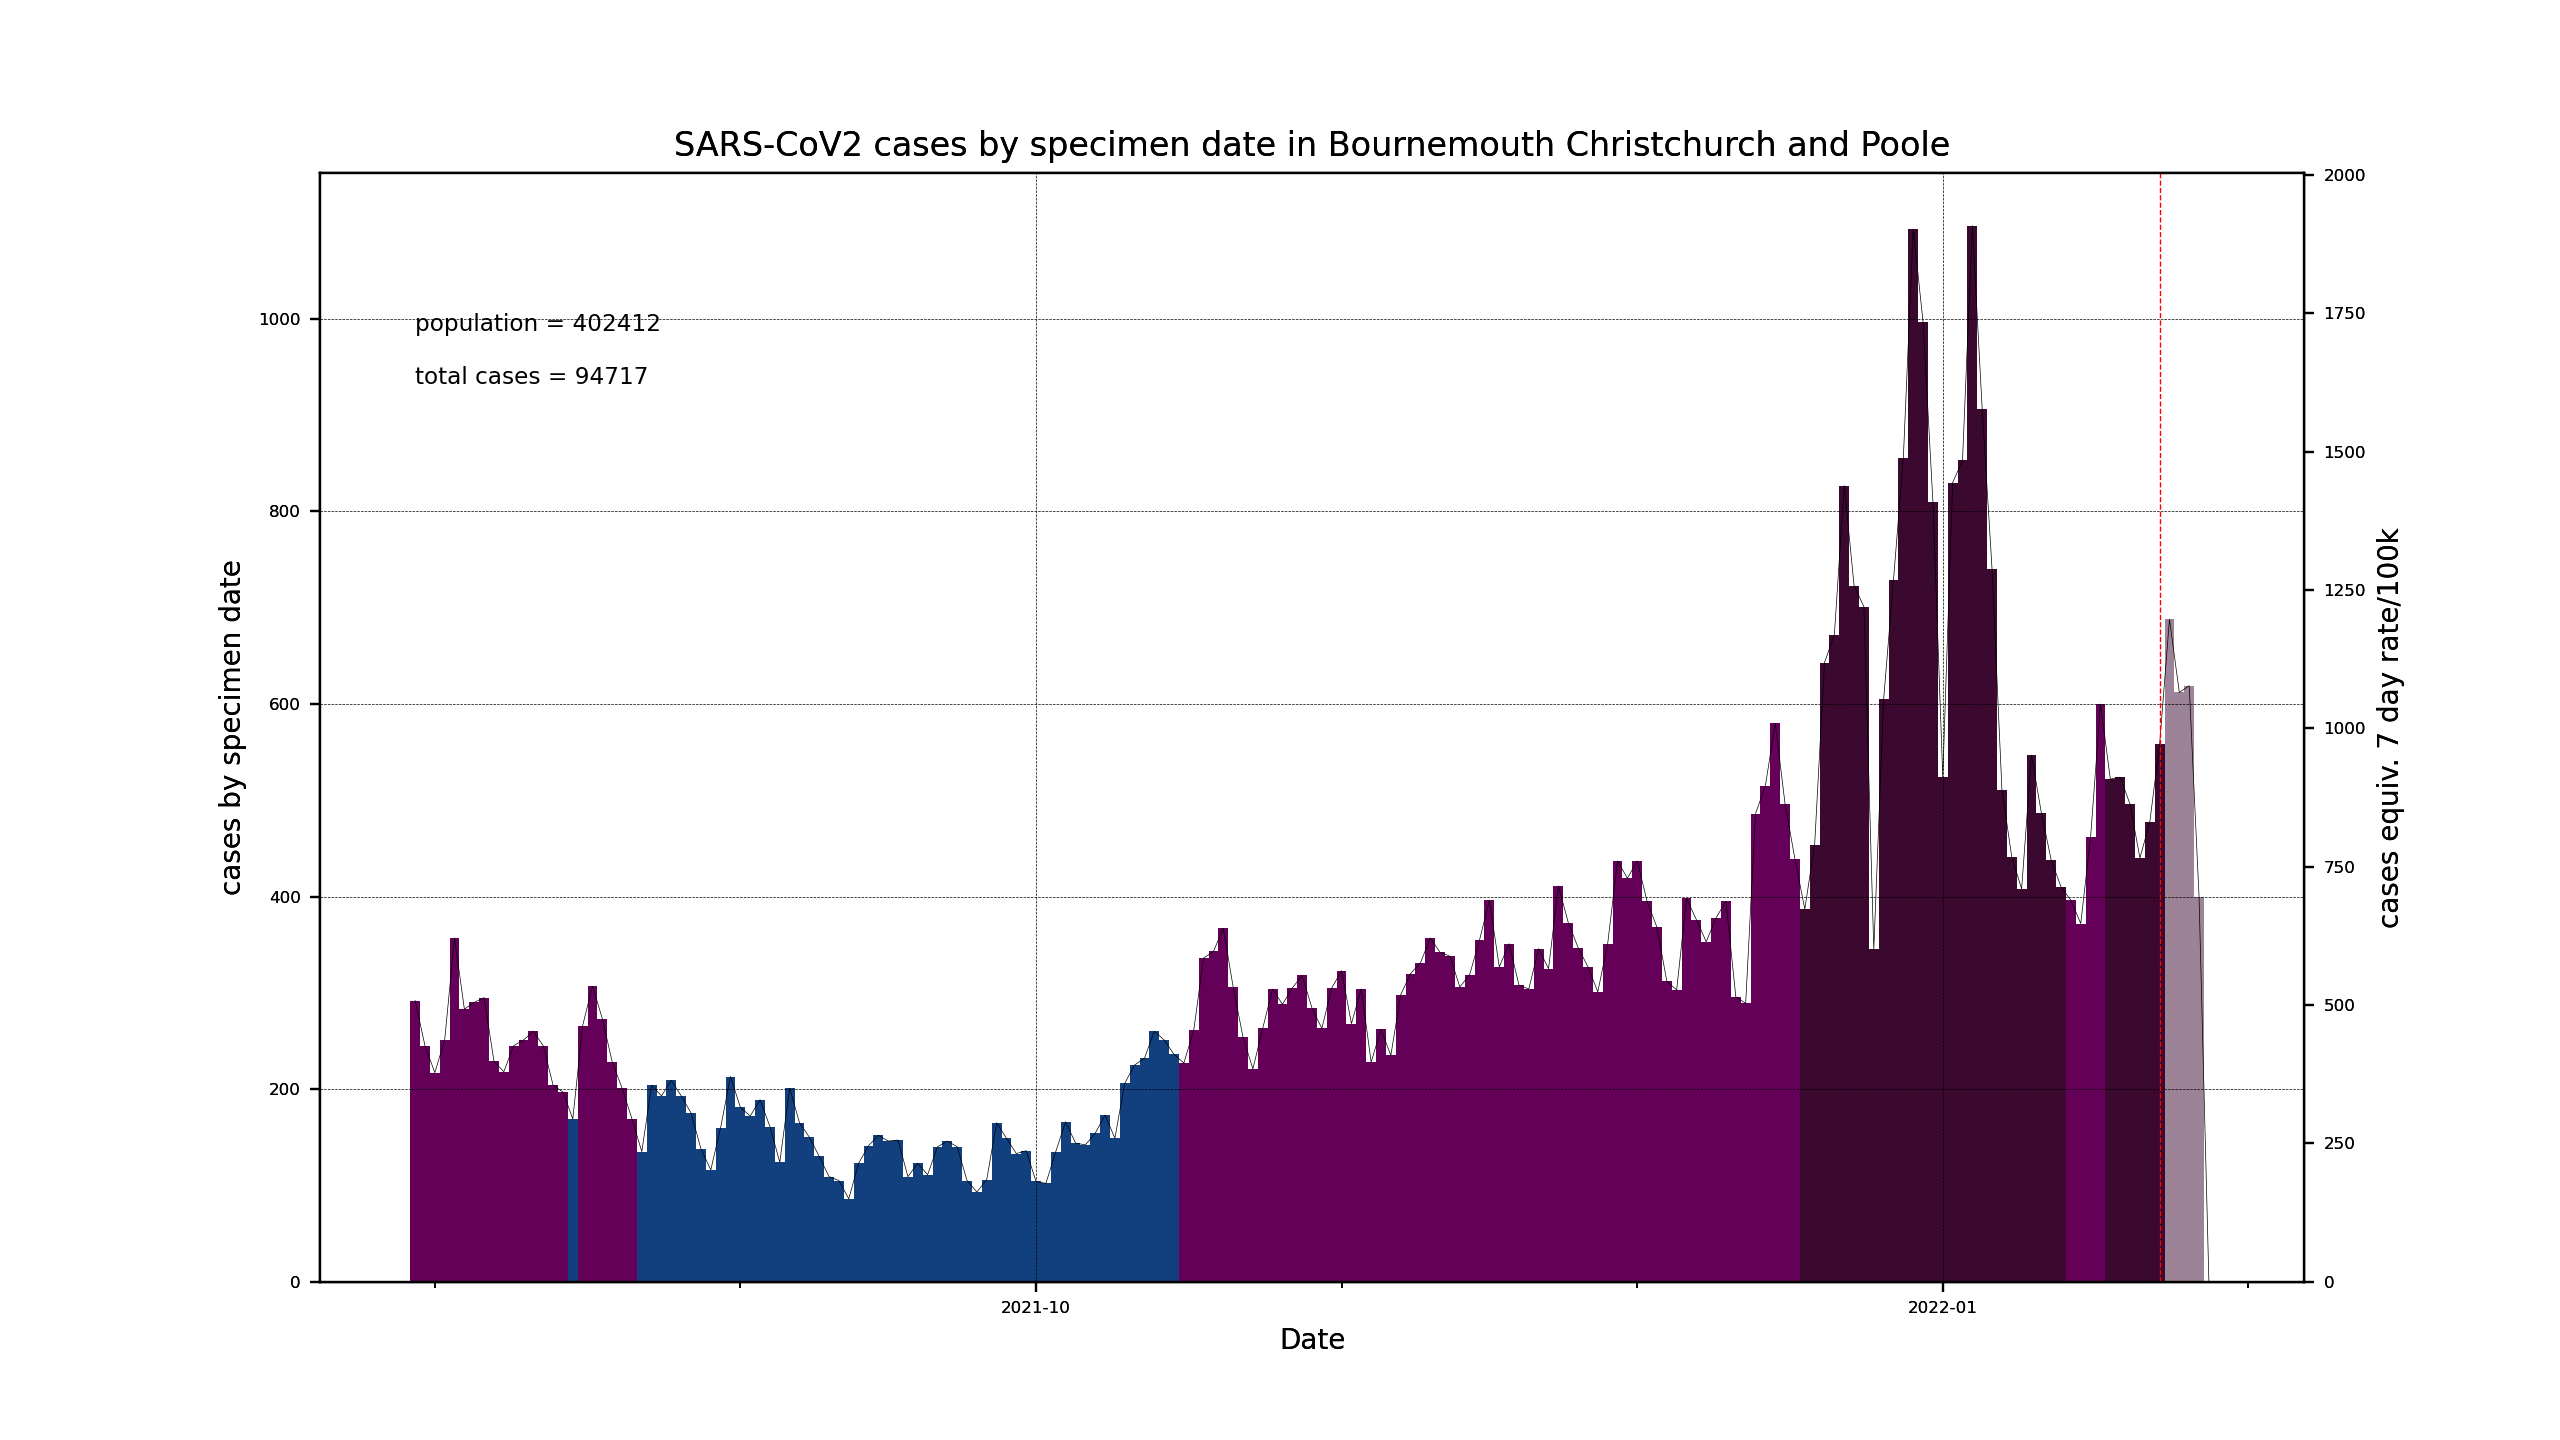 SARS-CoV2 cases by specimen date in Bournemouth Christchurch and Poole
population = 402412
total cases = 94717
cases by specimen date
1000
800
600
400
200
0
2000
1750
1500
1250
1000
750
500
250
0
cases equiv. 7 day rate/100k
2021-10
2022-01
Date